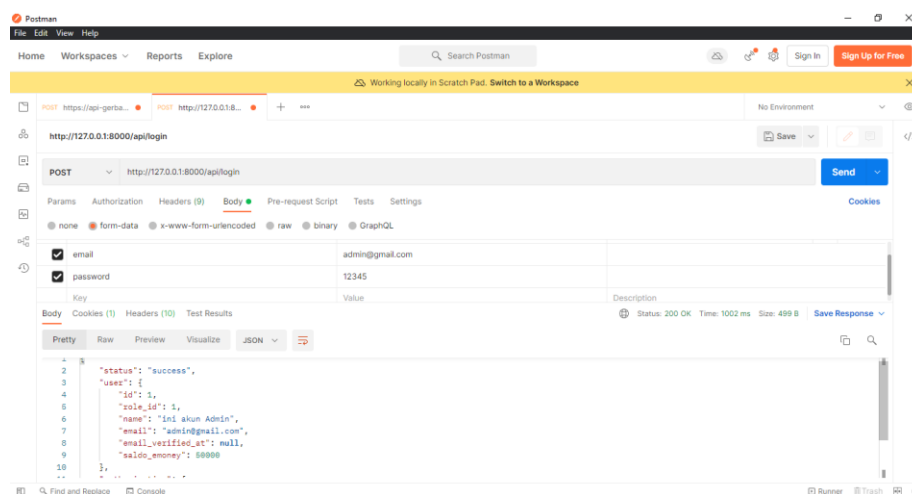 Postman
File Edit View Help
Home Workspaces Reports Explore Search Postman Sign In Sign Up for Free
Working locally in Scratch Pad. Switch to a Workspace
POST https://api-gerba... POST http://127.0.0.1:8... No Environment
http://127.0.0.1:8000/api/login Save
POST http://127.0.0.1:8000/api/login Send
Params Authorization Headers (9) Body Pre-request Script Tests Settings Cookies
none form-data x-www-form-urlencoded raw binary GraphQL
email admin@gmail.com
password 12345
Key Value Description
Body Cookies (1) Headers (10) Test Results Status: 200 OK Time: 1002 ms Size: 499 B Save Response
Pretty Raw Preview Visualize JSON
1 {
2 "status": "success",
3 "user": {
4 "id": 1,
5 "role_id": 1,
6 "name": "ini akun Admin",
7 "email": "admin@gmail.com",
8 "email_verified_at": null,
9 "saldo_emoney": 50000
10 },
Find and Replace Console Runner Trash